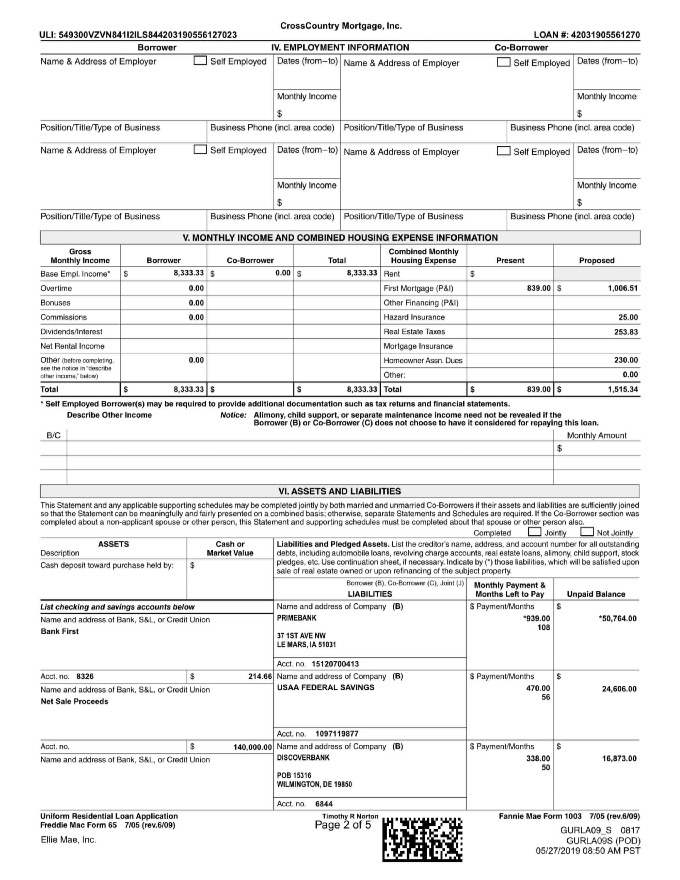 CrossCountry Mortgage, Inc.
ULI: 549300VZVN841I2ILS844203190556127023 LOAN #: 42031905561270
Borrower IV. EMPLOYMENT INFORMATION Co-Borrower
Name & Address of Employer Self Employed Dates (from–to) Name & Address of Employer Self Employed Dates (from–to)
Monthly Income Monthly Income
$ $
Position/Title/Type of Business Business Phone (incl. area code) Position/Title/Type of Business Business Phone (incl. area code)
Name & Address of Employer Self Employed Dates (from–to) Name & Address of Employer Self Employed Dates (from–to)
Monthly Income Monthly Income
$ $
Position/Title/Type of Business Business Phone (incl. area code) Position/Title/Type of Business Business Phone (incl. area code)
V. MONTHLY INCOME AND COMBINED HOUSING EXPENSE INFORMATION
Gross Combined Monthly
Monthly Income Borrower Co-Borrower Total Housing Expense Present Proposed
Base Empl. Income* $ 8,333.33 $ 0.00 $ 8,333.33 Rent $
Overtime 0.00 First Mortgage (P&I) 839.00 $ 1,006.51
Bonuses 0.00 Other Financing (P&I)
Commissions 0.00 Hazard Insurance 25.00
Dividends/Interest Real Estate Taxes 253.83
Net Rental Income Mortgage Insurance
Other (before completing, 0.00 Homeowner Assn. Dues 230.00
see the notice in "describe
other income," below) Other: 0.00
Total $ 8,333.33 $ $ 8,333.33 Total $ 839.00 $ 1,515.34
* Self Employed Borrower(s) may be required to provide additional documentation such as tax returns and financial statements.
Describe Other Income Notice: Alimony, child support, or separate maintenance income need not be revealed if the
Borrower (B) or Co-Borrower (C) does not choose to have it considered for repaying this loan.
B/C Monthly Amount
$
VI. ASSETS AND LIABILITIES
This Statement and any applicable supporting schedules may be completed jointly by both married and unmarried Co-Borrowers if their assets and liabilities are sufficiently joined
so that the Statement can be meaningfully and fairly presented on a combined basis; otherwise, separate Statements and Schedules are required. If the Co-Borrower section was
completed about a non-applicant spouse or other person, this Statement and supporting schedules must be completed about that spouse or other person also.
Completed Jointly Not Jointly
ASSETS Cash or Liabilities and Pledged Assets. List the creditor's name, address, and account number for all outstanding
Description Market Value debts, including automobile loans, revolving charge accounts, real estate loans, alimony, child support, stock
Cash deposit toward purchase held by: $ pledges, etc. Use continuation sheet, if necessary. Indicate by (*) those liabilities, which will be satisfied upon
sale of real estate owned or upon refinancing of the subject property.
Borrower (B), Co-Borrower (C), Joint (J) Monthly Payment &
LIABILITIES Months Left to Pay Unpaid Balance
List checking and savings accounts below Name and address of Company (B) $ Payment/Months $
Name and address of Bank, S&L, or Credit Union PRIMEBANK *939.00 *50,764.00
Bank First 108
37 1ST AVE NW
LE MARS, IA 51031
Acct. no. 15120700413
Acct. no. 8326 $ 214.66 Name and address of Company (B) $ Payment/Months $
Name and address of Bank, S&L, or Credit Union USAA FEDERAL SAVINGS 470.00 24,606.00
Net Sale Proceeds 56
Acct. no. 1097119877
Acct. no. $ 140,000.00 Name and address of Company (B) $ Payment/Months $
Name and address of Bank, S&L, or Credit Union DISCOVERBANK 338.00 16,873.00
50
POB 15316
WILMINGTON, DE 19850
Acct. no. 6844
Uniform Residential Loan Application Timothy R Norton Fannie Mae Form 1003 7/05 (rev.6/09)
Freddie Mac Form 65 7/05 (rev.6/09) Page 2 of 5
GURLA09_S 0817
Ellie Mae, Inc. GURLA09S (POD)
05/27/2019 08:50 AM PST